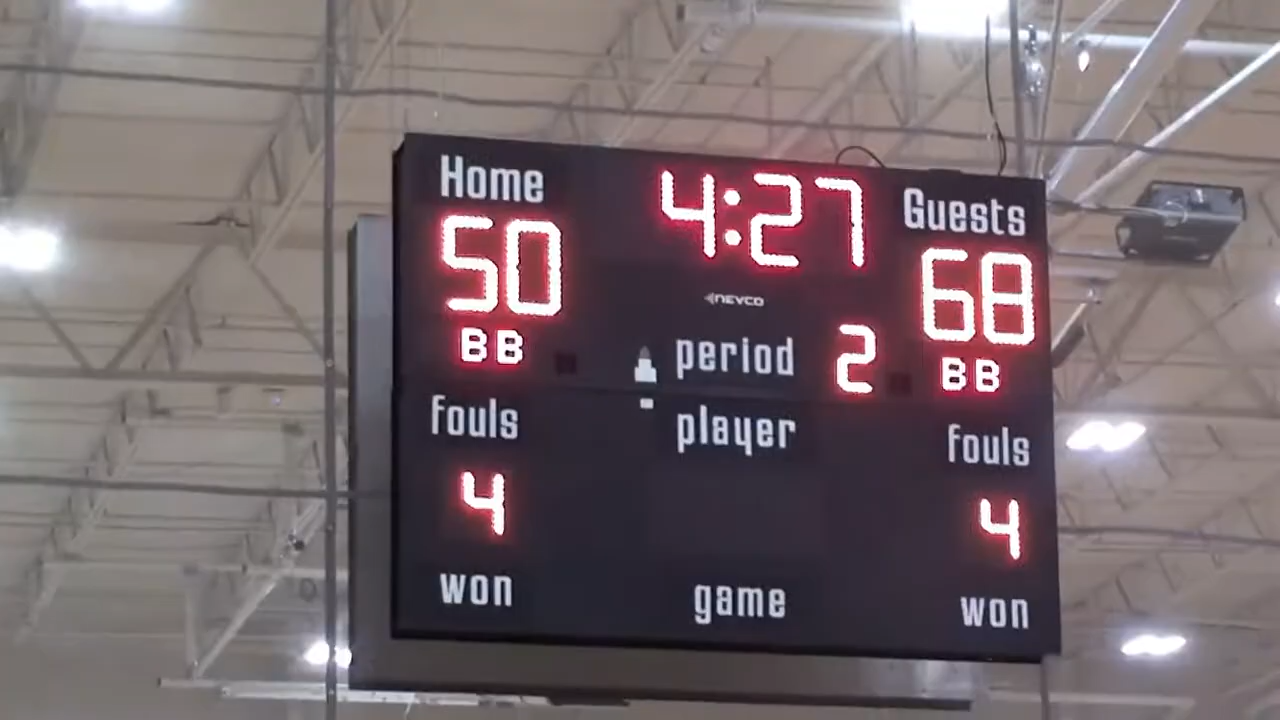 Home 4:27 Guests
50 68
NEVCO
BB period 2 BB
fouls player fouls
4 4
won game won